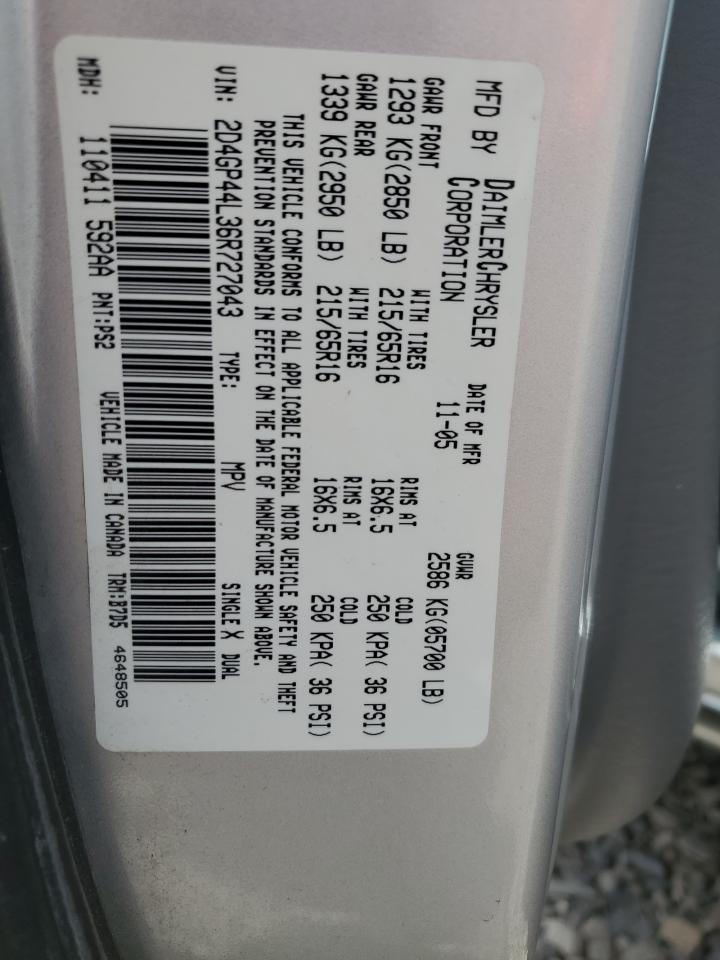 MFD BY DAIMLERCHRYSLER CORPORATION DATE OF MFR 11-05 GVWR 2586 KG(05700 LB)
GAWR FRONT WITH TIRES RIMS AT COLD
1293 KG(2850 LB) 215/65R16 16X6.5 250 KPA( 36 PSI)
GAWR REAR WITH TIRES RIMS AT COLD
1339 KG(2950 LB) 215/65R16 16X6.5 250 KPA( 36 PSI)
THIS VEHICLE CONFORMS TO ALL APPLICABLE FEDERAL MOTOR VEHICLE SAFETY AND THEFT
PREVENTION STANDARDS IN EFFECT ON THE DATE OF MANUFACTURE SHOWN ABOVE.
VIN: 2D4GP44L36R727043 TYPE: MPV SINGLE X DUAL
MDH: 110411 592AA PNT:PS2 VEHICLE MADE IN CANADA TRM:B7D5 4648505